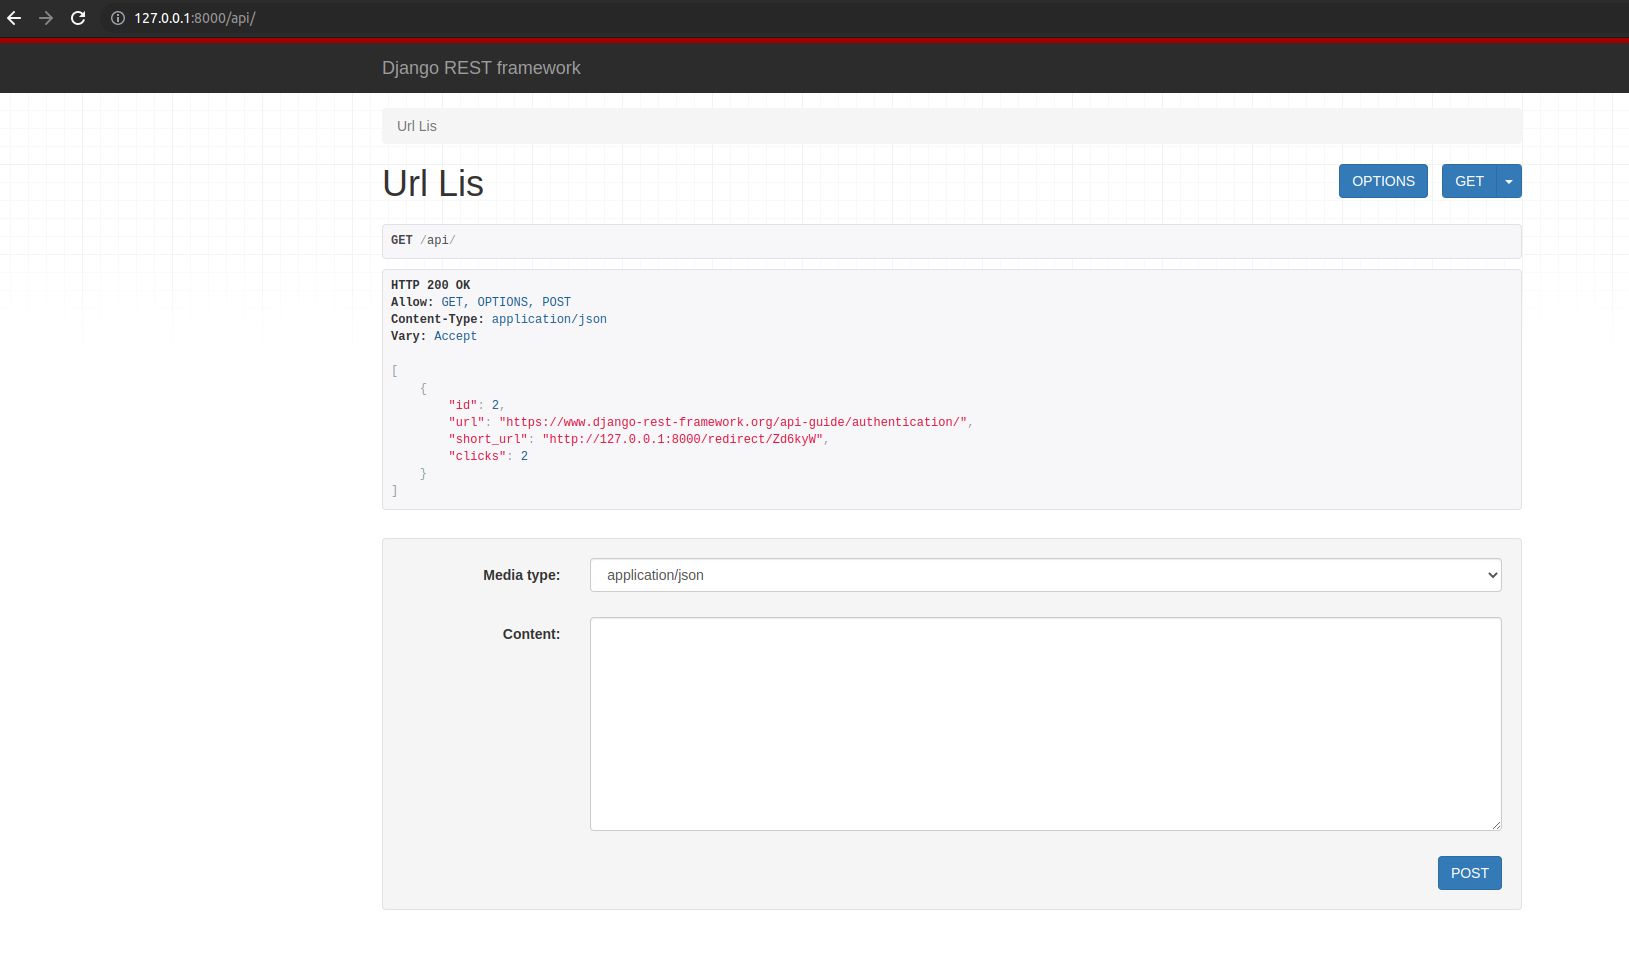 127.0.0.1:8000/api/
Django REST framework
Url Lis
Url Lis
OPTIONS
GET
GET /api/
HTTP 200 OK
Allow: GET, OPTIONS, POST
Content-Type: application/json
Vary: Accept
[
    {
        "id": 2,
        "url": "https://www.django-rest-framework.org/api-guide/authentication/",
        "short_url": "http://127.0.0.1:8000/redirect/Zd6kyW",
        "clicks": 2
    }
]
Media type:
application/json
Content:
POST